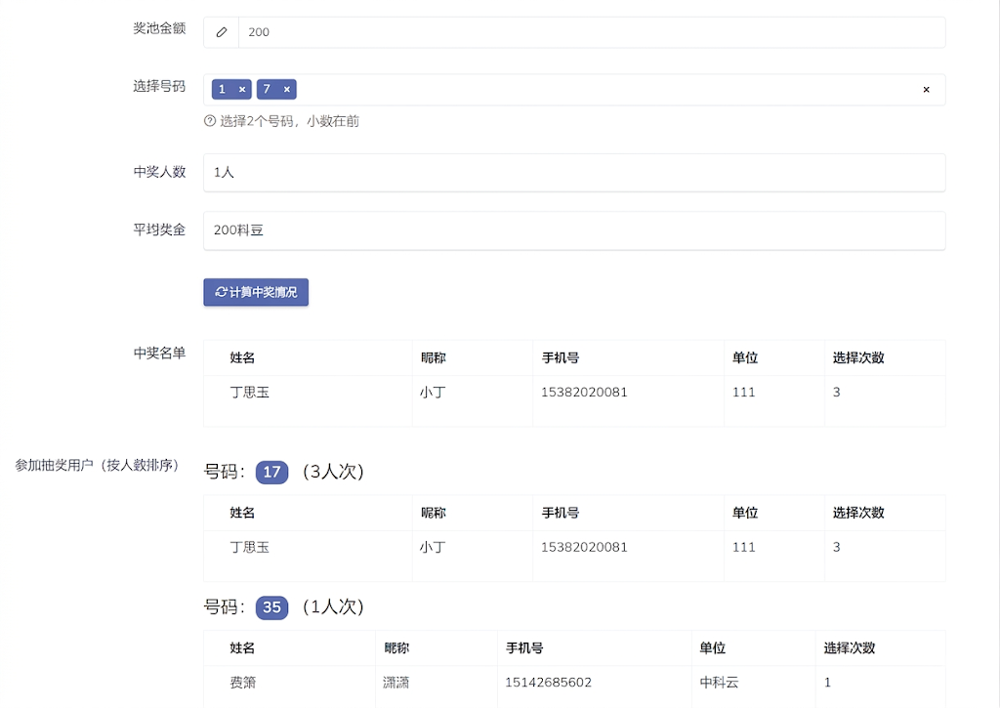 奖池金额 200
选择号码 1 × 7 × ×
选择2个号码，小数在前
中奖人数 1人
平均奖金 200科豆
计算中奖情况
中奖名单 姓名 昵称 手机号 单位 选择次数
丁思玉 小丁 15382020081 111 3
参加抽奖用户（按人数排序） 号码： 17 （3人次）
姓名 昵称 手机号 单位 选择次数
丁思玉 小丁 15382020081 111 3
号码： 35 （1人次）
姓名 昵称 手机号 单位 选择次数
费箫 潇潇 15142685602 中科云 1